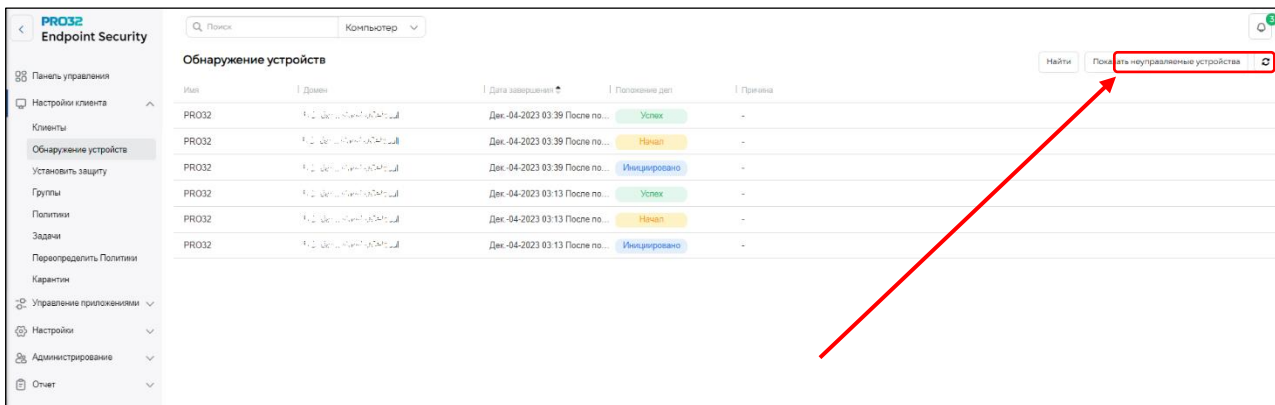 PRO32
Endpoint Security
Поиск
Компьютер
3
Обнаружение устройств
Найти
Показать неуправляемые устройства
Панель управления
Настройки клиента
Клиенты
Обнаружение устройств
Установить защиту
Группы
Политики
Задачи
Переопределить Политики
Карантин
Управление приложениями
Настройки
Администрирование
Отчет
Имя Домен Дата завершения Положение дел Причина
PRO32 Дек.-04-2023 03:39 После по... Успех -
PRO32 Дек.-04-2023 03:39 После по... Начал -
PRO32 Дек.-04-2023 03:39 После по... Инициировано -
PRO32 Дек.-04-2023 03:13 После по... Успех -
PRO32 Дек.-04-2023 03:13 После по... Начал -
PRO32 Дек.-04-2023 03:13 После по... Инициировано -